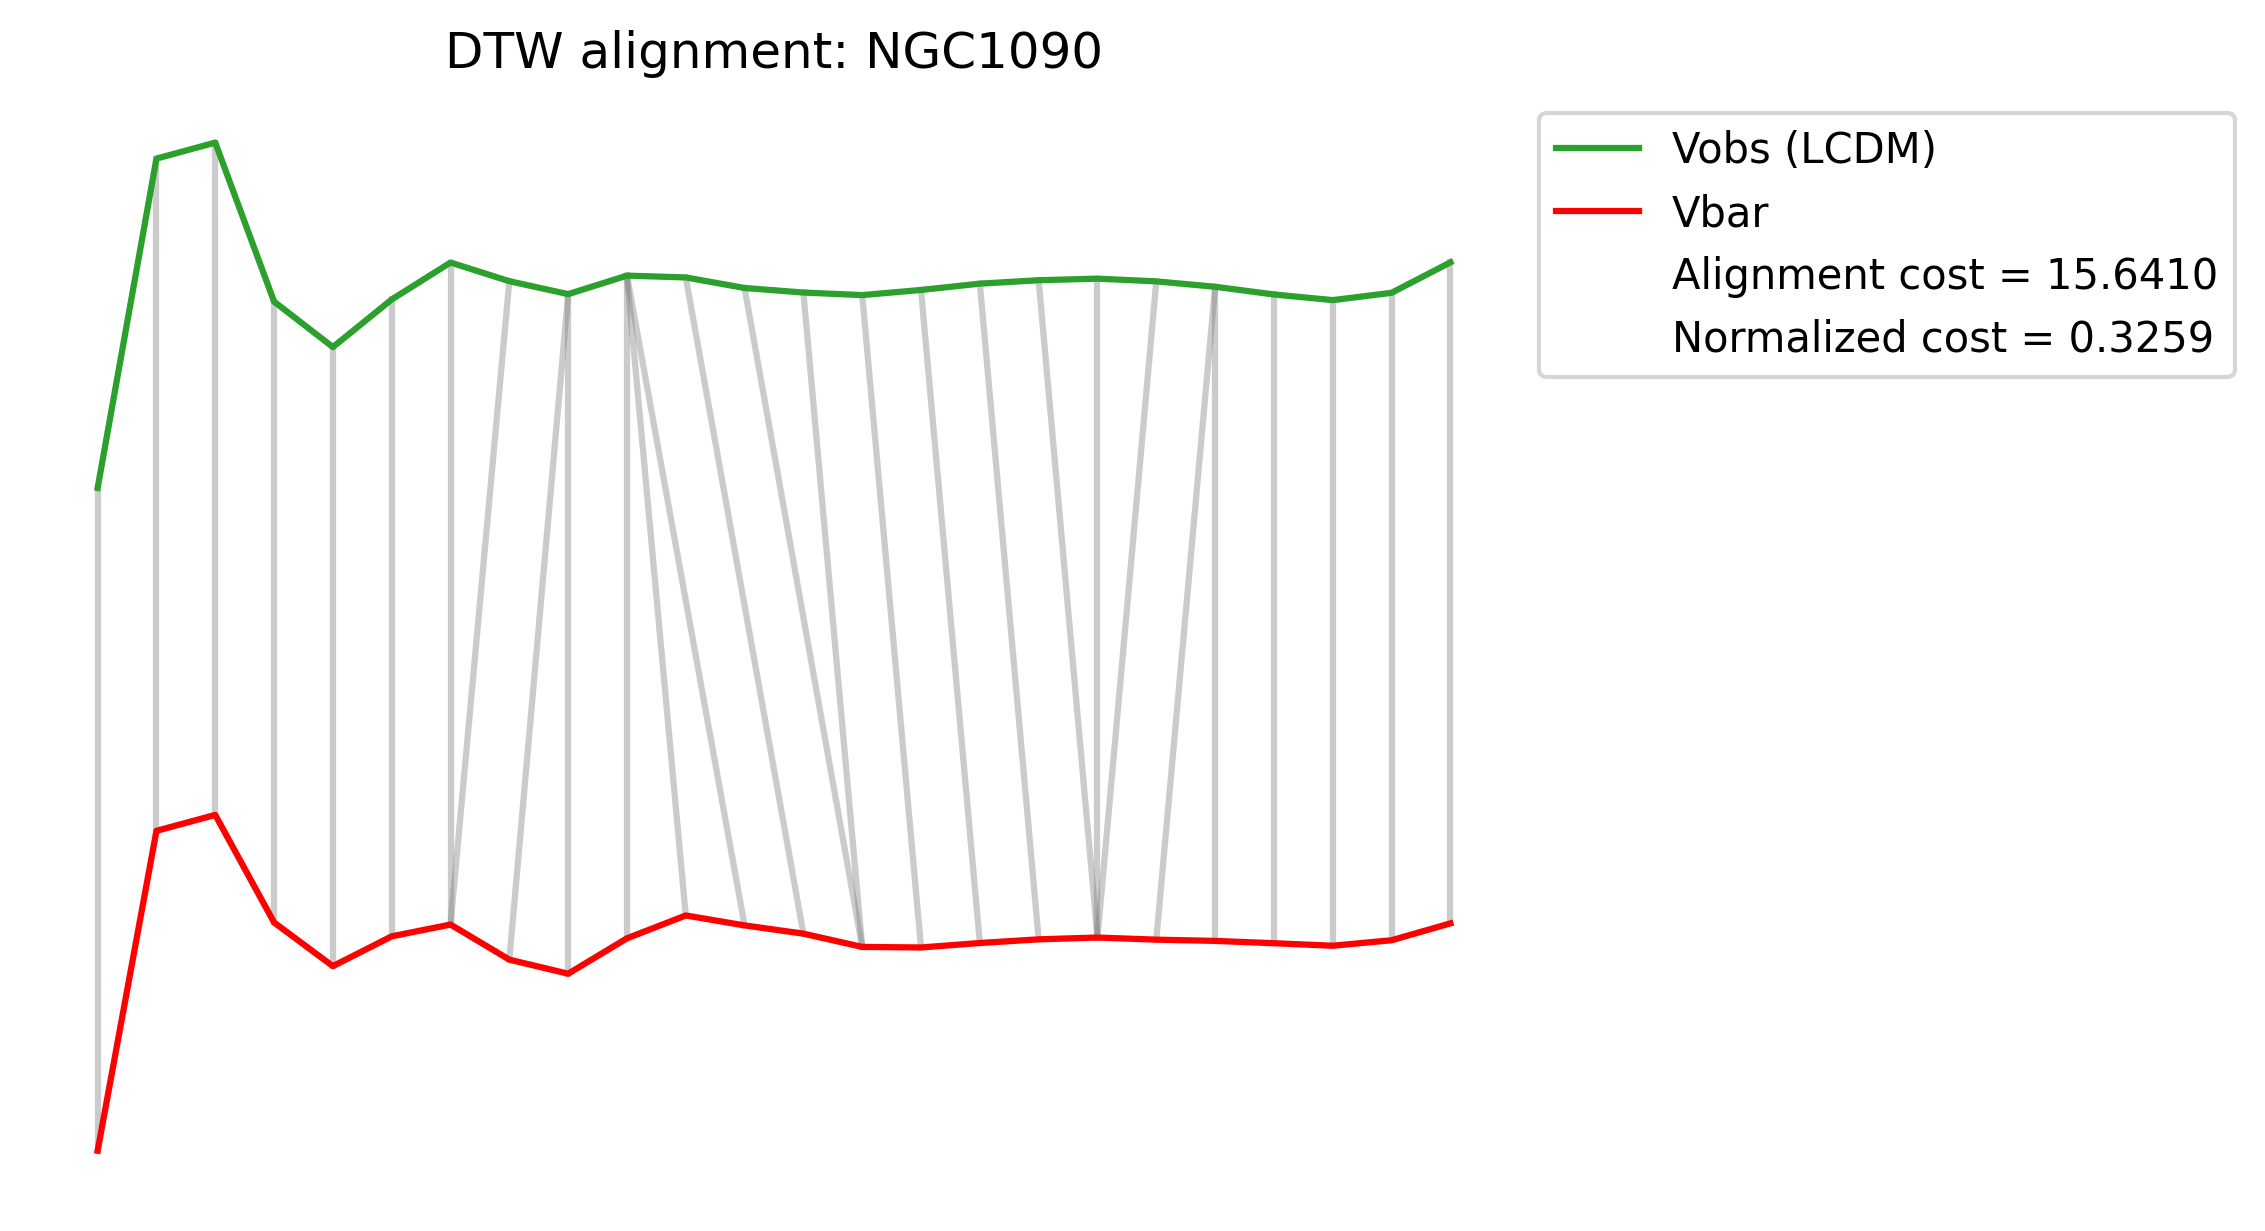 DTW alignment: NGC1090
Vobs (LCDM)
Vbar
Alignment cost = 15.6410
Normalized cost = 0.3259